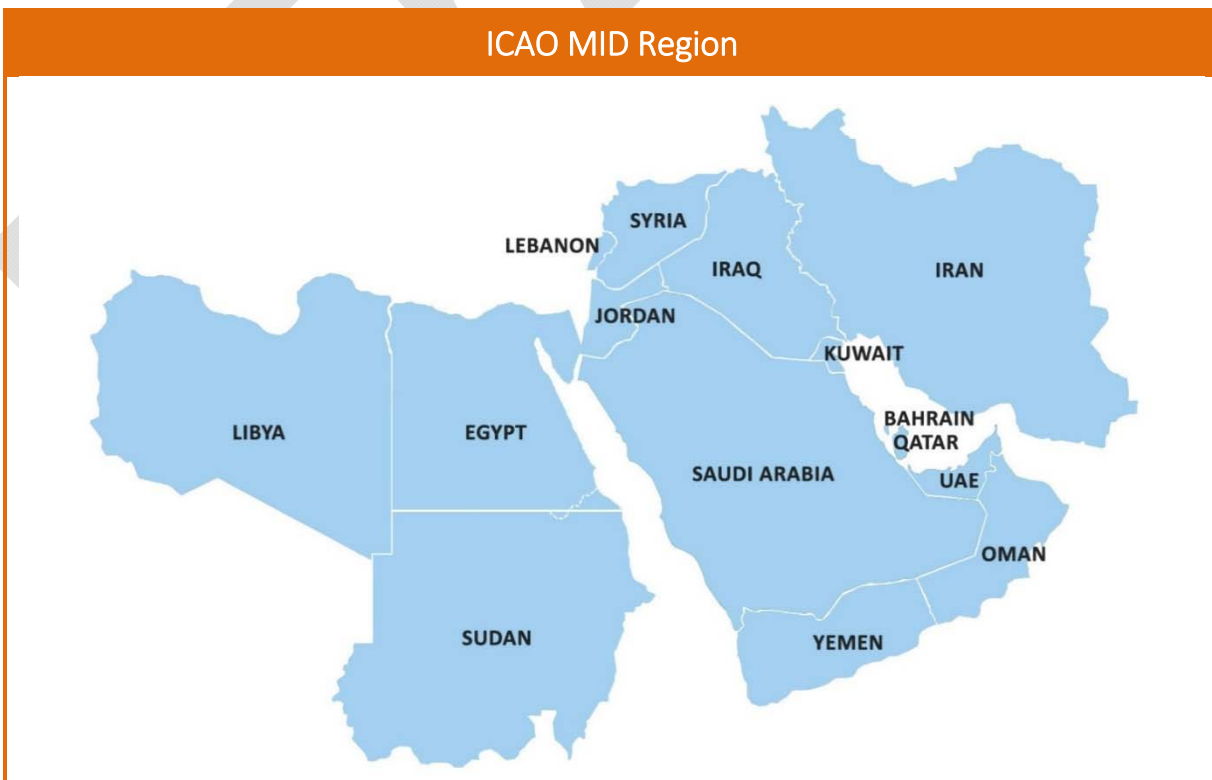 ICAO MID Region
SYRIA
LEBANON
IRAQ
IRAN
JORDAN
KUWAIT
BAHRAIN
QATAR
LIBYA
EGYPT
SAUDI ARABIA
UAE
OMAN
SUDAN
YEMEN